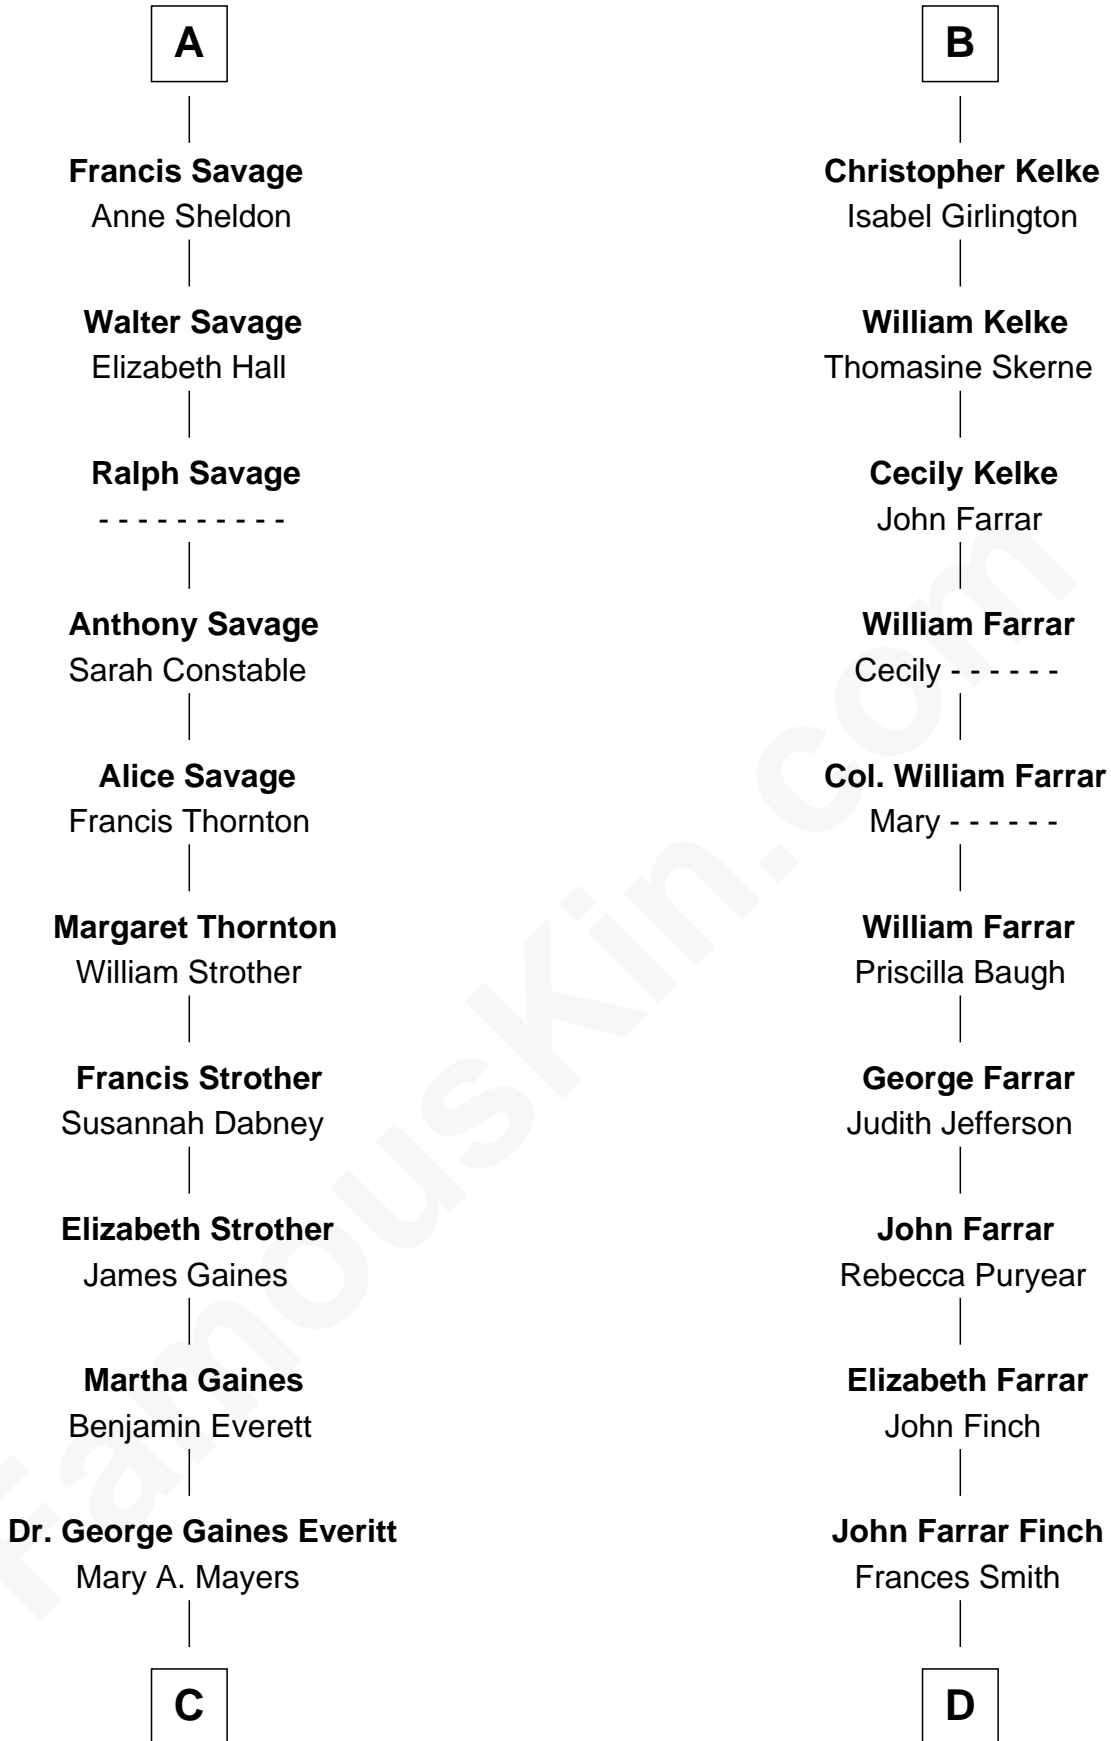 A
Francis Savage
Anne Sheldon
Walter Savage
Elizabeth Hall
Ralph Savage
- - - - - - - - - -
Anthony Savage
Sarah Constable
Alice Savage
Francis Thornton
Margaret Thornton
William Strother
Francis Strother
Susannah Dabney
Elizabeth Strother
James Gaines
Martha Gaines
Benjamin Everett
Dr. George Gaines Everitt
Mary A. Mayers
C
B
Christopher Kelke
Isabel Girlington
William Kelke
Thomasine Skerne
Cecily Kelke
John Farrar
William Farrar
Cecily - - - - - -
Col. William Farrar
Mary - - - - - -
William Farrar
Priscilla Baugh
George Farrar
Judith Jefferson
John Farrar
Rebecca Puryear
Elizabeth Farrar
John Finch
John Farrar Finch
Frances Smith
D
FamousKin.com